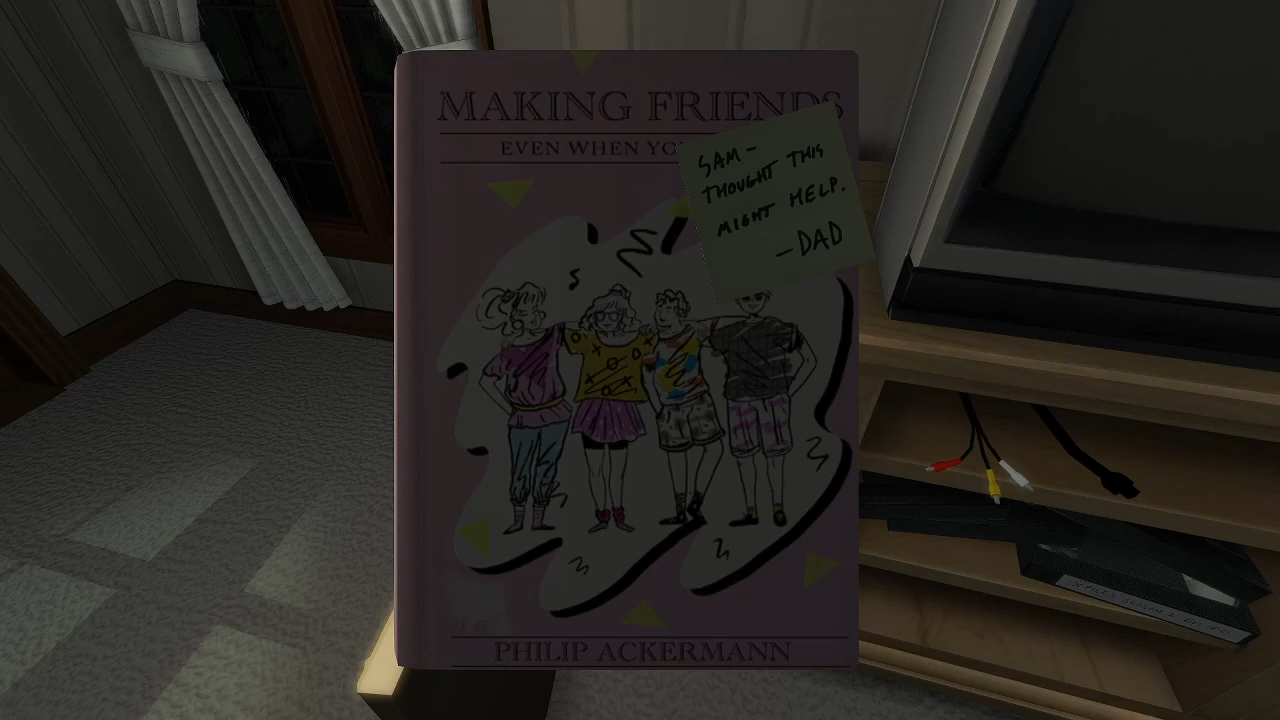 MAKING FRIENDS
EVEN WHEN YO
SAM-
THOUGHT THIS
MIGHT HELP.
-DAD
PHILIP ACKERMANN